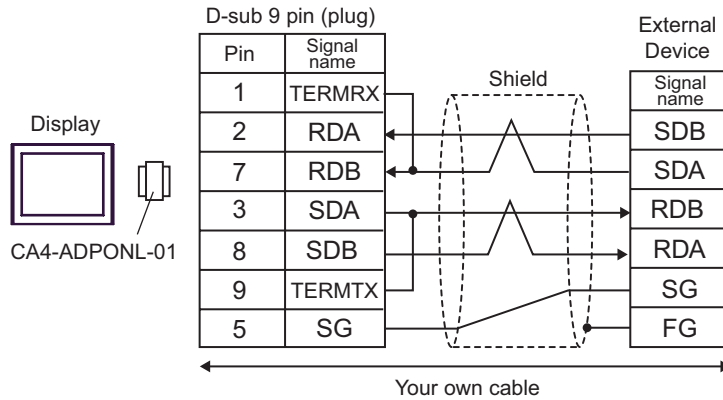 D-sub 9 pin (plug)
External
Device
Pin
Signal
name
Signal
name
Shield
1 TERMRX
2 RDA
SDB
7 RDB
SDA
3 SDA
RDB
8 SDB
RDA
9 TERMTX
SG
5 SG
FG
Display
CA4-ADPONL-01
Your own cable